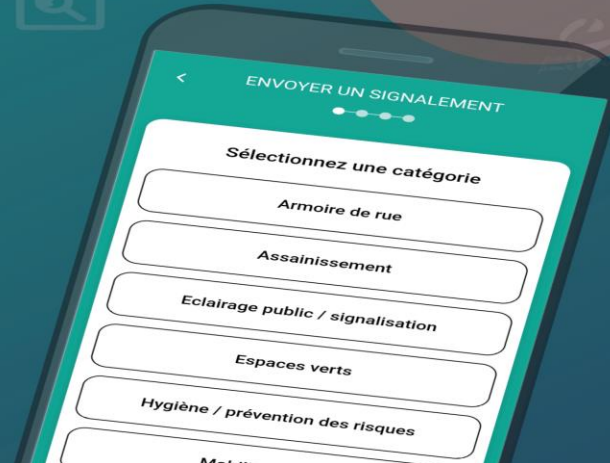 ENVOYER UN SIGNALEMENT
Sélectionnez une catégorie
Armoire de rue
Assainissement
Eclairage public / signalisation
Espaces verts
Hygiène / prévention des risques